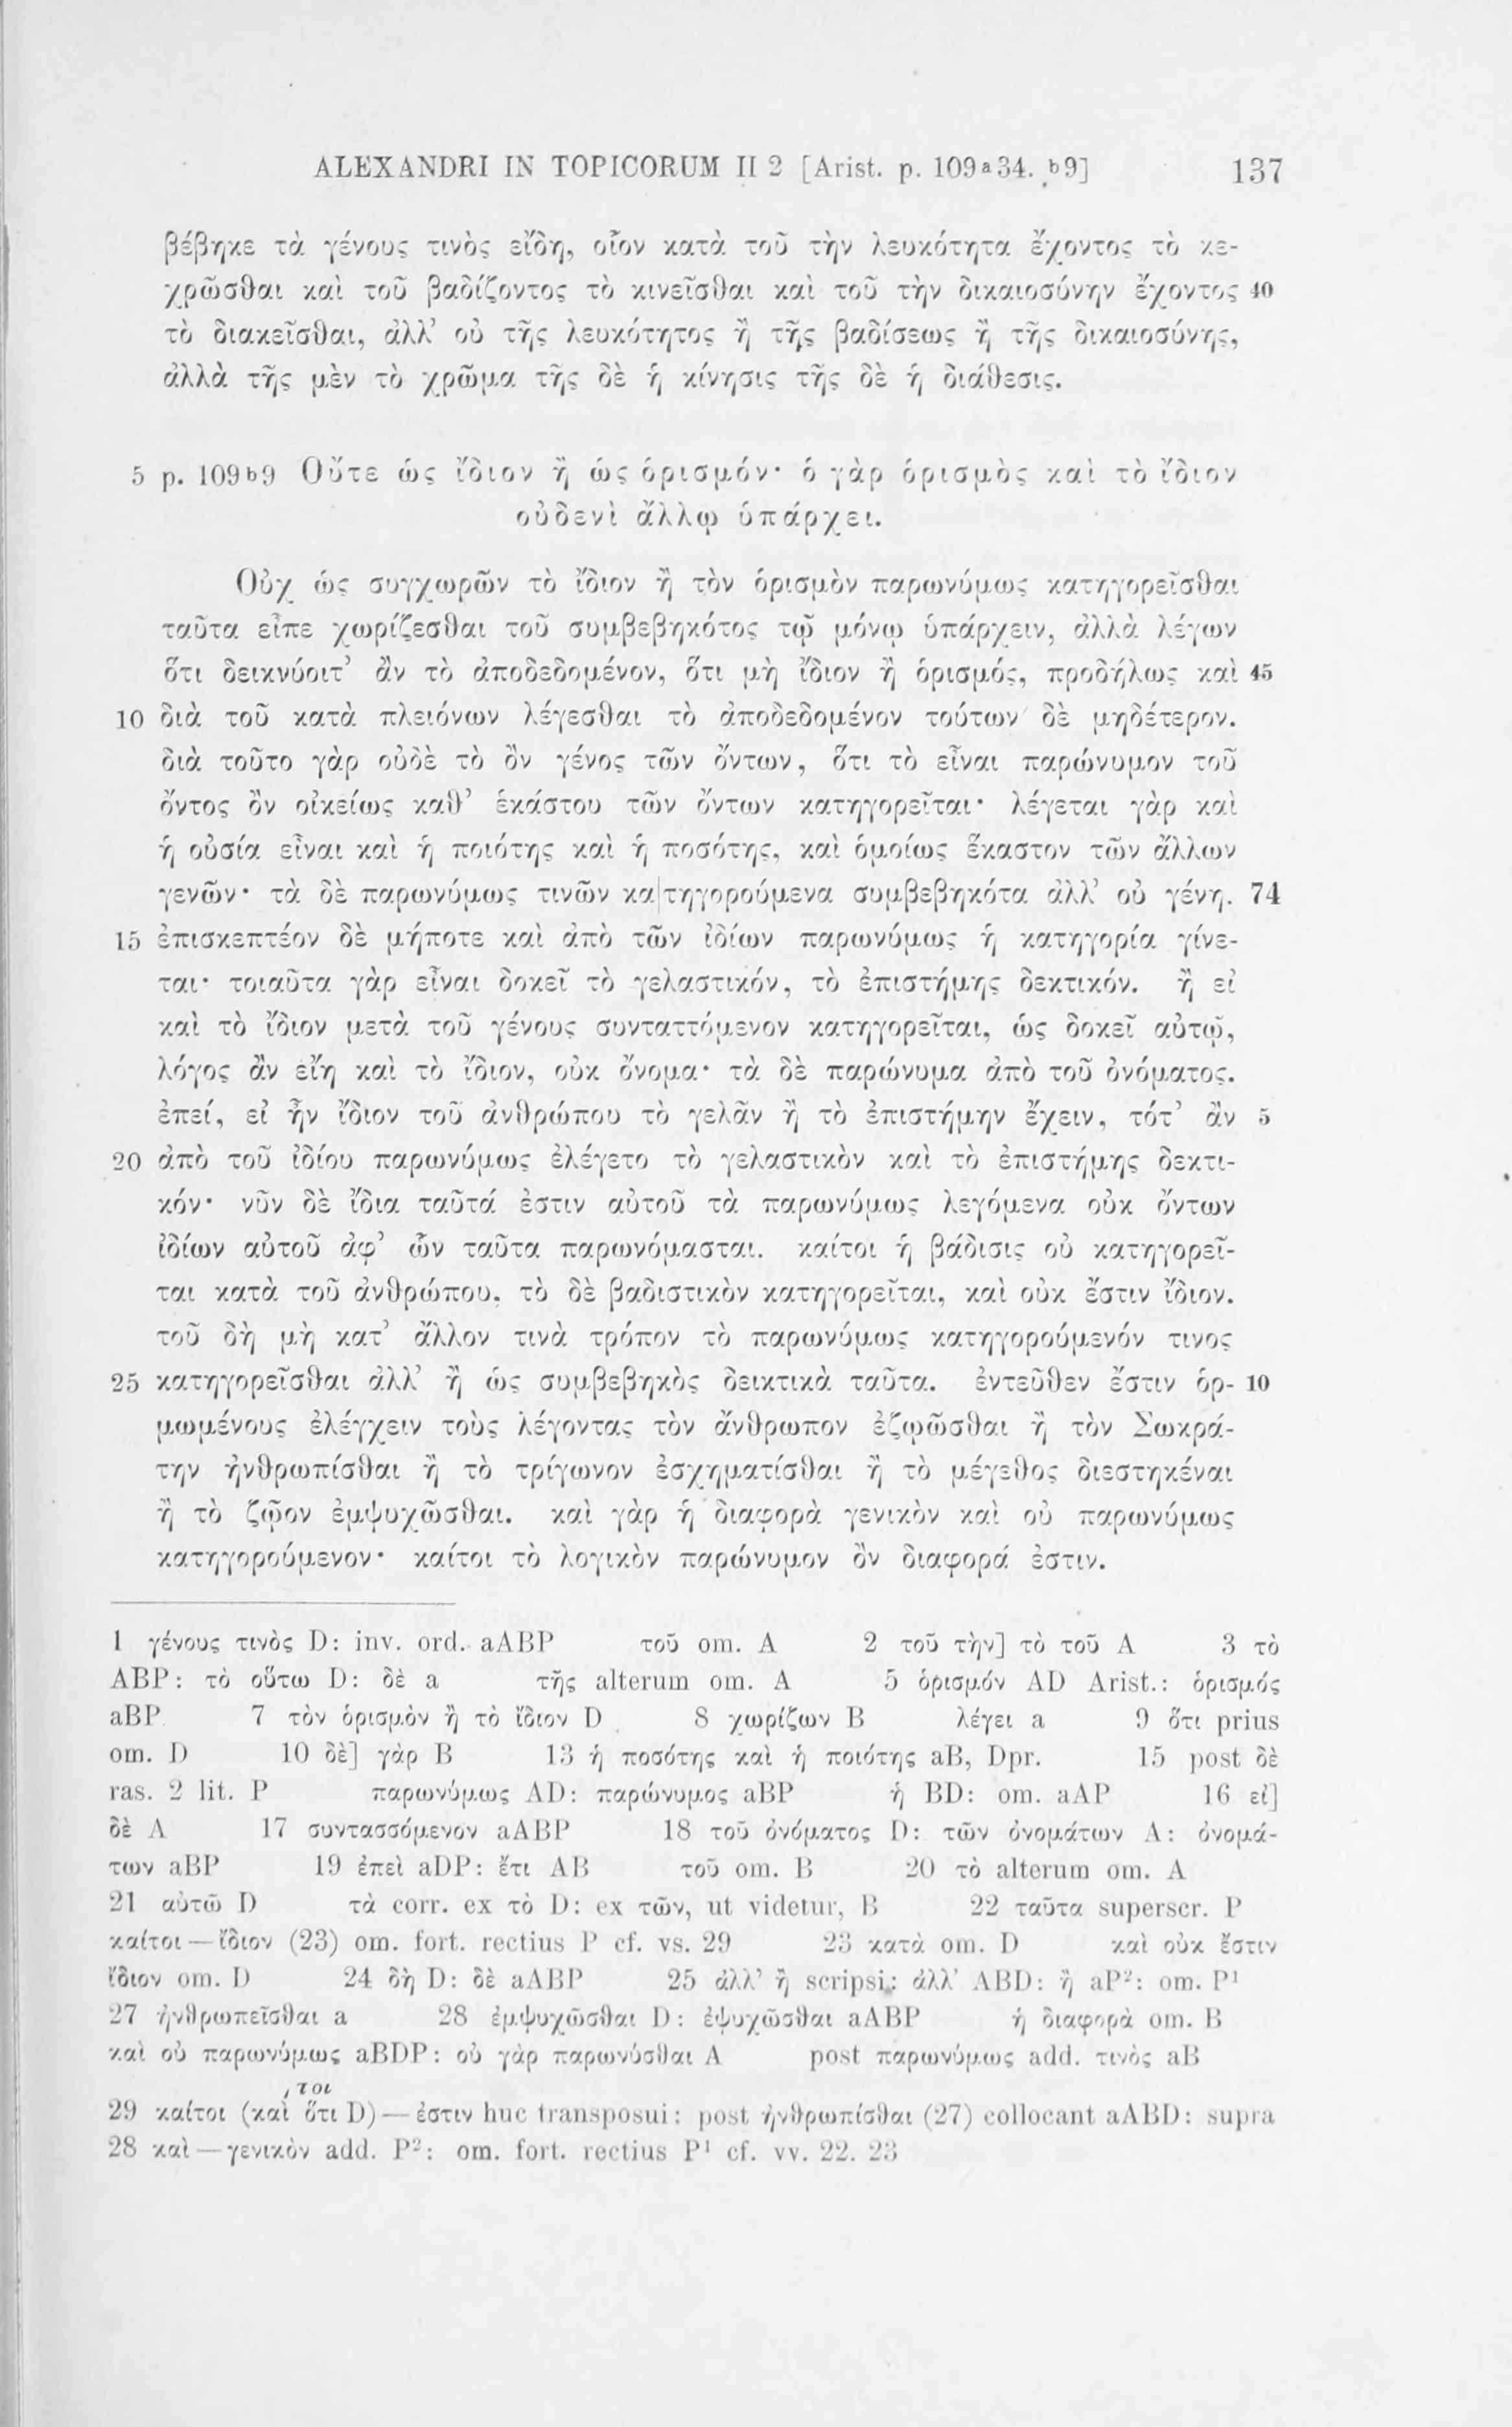 ALEXANDRI IN TOPICORUM II 2 [Arist. p. 109a34. b9] 137
βέβηκε τὰ γένους τινὸς εἴδη, οἷον κατὰ τοῦ τὴν λευκότητα ἔχοντος τὸ κε-
χρῶσθαι καὶ τοῦ βαδίζοντος τὸ κινεῖσθαι καὶ τοῦ τὴν δικαιοσύνην ἔχοντος 40
τὸ διακεῖσθαι, ἀλλ’ οὐ τῆς λευκότητος ἢ τῆς βαδίσεως ἢ τῆς δικαιοσύνης,
ἀλλὰ τῆς μὲν τὸ χρῶμα τῆς δὲ ἡ κίνησις τῆς δὲ ἡ διάθεσις.
5 p. 109b9 Οὔτε ὡς ἴδιον ἢ ὡς ὁρισμόν· ὁ γὰρ ὁρισμὸς καὶ τὸ ἴδιον
οὐδενὶ ἄλλῳ ὑπάρχει.
Οὐχ ὡς συγχωρῶν τὸ ἴδιον ἢ τὸν ὁρισμὸν παρωνύμως κατηγορεῖσθαι
ταῦτα εἶπε χωρίζεσθαι τοῦ συμβεβηκότος τῷ μόνῳ ὑπάρχειν, ἀλλὰ λέγων
ὅτι δεικνύοιτ’ ἂν τὸ ἀποδεδομένον, ὅτι μὴ ἴδιον ἢ ὁρισμός, προδήλως καὶ 45
10 διὰ τοῦ κατὰ πλειόνων λέγεσθαι τὸ ἀποδεδομένον τούτων δὲ μηδέτερον.
διὰ τοῦτο γὰρ οὐδὲ τὸ ὂν γένος τῶν ὄντων, ὅτι τὸ εἶναι παρώνυμον τοῦ
ὄντος ὂν οἰκείως καθ’ ἑκάστου τῶν ὄντων κατηγορεῖται· λέγεται γὰρ καὶ
ἡ οὐσία εἶναι καὶ ἡ ποιότης καὶ ἡ ποσότης, καὶ ὁμοίως ἕκαστον τῶν ἄλλων
γενῶν· τὰ δὲ παρωνύμως τινῶν κα|τηγορούμενα συμβεβηκότα ἀλλ’ οὐ γένη. 74
15 ἐπισκεπτέον δὲ μήποτε καὶ ἀπὸ τῶν ἰδίων παρωνύμως ἡ κατηγορία γίνε-
ται· τοιαῦτα γὰρ εἶναι δοκεῖ τὸ γελαστικόν, τὸ ἐπιστήμης δεκτικόν. ἢ εἰ
καὶ τὸ ἴδιον μετὰ τοῦ γένους συνταττόμενον κατηγορεῖται, ὡς δοκεῖ αὐτῷ,
λόγος ἂν εἴη καὶ τὸ ἴδιον, οὐκ ὄνομα· τὰ δὲ παρώνυμα ἀπὸ τοῦ ὀνόματος.
ἐπεί, εἰ ἦν ἴδιον τοῦ ἀνθρώπου τὸ γελᾶν ἢ τὸ ἐπιστήμην ἔχειν, τότ’ ἂν 5
20 ἀπὸ τοῦ ἰδίου παρωνύμως ἐλέγετο τὸ γελαστικὸν καὶ τὸ ἐπιστήμης δεκτι-
κόν· νῦν δὲ ἴδια ταῦτά ἐστιν αὐτοῦ τὰ παρωνύμως λεγόμενα οὐκ ὄντων
ἰδίων αὐτοῦ ἀφ’ ὧν ταῦτα παρωνόμασται. καίτοι ἡ βάδισις οὐ κατηγορεῖ-
ται κατὰ τοῦ ἀνθρώπου, τὸ δὲ βαδιστικὸν κατηγορεῖται, καὶ οὐκ ἔστιν ἴδιον.
τοῦ δὴ μὴ κατ’ ἄλλον τινὰ τρόπον τὸ παρωνύμως κατηγορούμενόν τινος
25 κατηγορεῖσθαι ἀλλ’ ἢ ὡς συμβεβηκὸς δεικτικὰ ταῦτα. ἐντεῦθεν ἔστιν ὁρ- 10
μωμένους ἐλέγχειν τοὺς λέγοντας τὸν ἄνθρωπον ἐζῳῶσθαι ἢ τὸν Σωκρά-
την ἠνθρωπίσθαι ἢ τὸ τρίγωνον ἐσχηματίσθαι ἢ τὸ μέγεθος διεστηκέναι
ἢ τὸ ζῷον ἐμψυχῶσθαι. καὶ γὰρ ἡ διαφορὰ γενικὸν καὶ οὐ παρωνύμως
κατηγορούμενον· καίτοι τὸ λογικὸν παρώνυμον ὂν διαφορά ἐστιν.
1 γένους τινὸς D: inv. ord. aABP τοῦ om. A 2 τοῦ τὴν] τὸ τοῦ A 3 τὸ
ABP: τὸ οὕτω D: δὲ a τῆς alterum om. A 5 ὁρισμόν AD Arist.: ὁρισμός
aBP 7 τὸν ὁρισμὸν ἢ τὸ ἴδιον D 8 χωρίζων B λέγει a 9 ὅτι prius
om. D 10 δὲ] γὰρ B 13 ἡ ποσότης καὶ ἡ ποιότης aB, Dpr. 15 post δὲ
ras. 2 lit. P παρωνύμως AD: παρώνυμος aBP ἡ BD: om. aAP 16 εἰ]
δὲ A 17 συντασσόμενον aABP 18 τοῦ ὀνόματος D: τῶν ὀνομάτων A: ὀνομά-
των aBP 19 ἐπεὶ aDP: ἔτι AB τοῦ om. B 20 τὸ alterum om. A
21 αὐτῶ D τὰ corr. ex τὸ D: ex τῶν, ut videtur, B 22 ταῦτα superscr. P
καίτοι — ἴδιον (23) om. fort. rectius P cf. vs. 29 23 κατὰ om. D καὶ οὐκ ἔστιν
ἴδιον om. D 24 δὴ D: δὲ aABP 25 ἀλλ’ ἢ scripsi: ἀλλ’ ABD: ἢ aP²: om. P¹
27 ἠνθρωπεῖσθαι a 28 ἐμψυχῶσθαι D: ἐψυχῶσθαι aABP ἡ διαφορὰ om. B
καὶ οὐ παρωνύμως aBDP: οὐ γὰρ παρωνύσθαι A post παρωνύμως add. τινὸς aB
τοι
29 καίτοι (καὶ ὅτι D) — ἐστιν huc transposui: post ἠνθρωπίσθαι (27) collocant aABD: supra
28 καὶ — γενικὸν add. P²: om. fort. rectius P¹ cf. vv. 22. 23